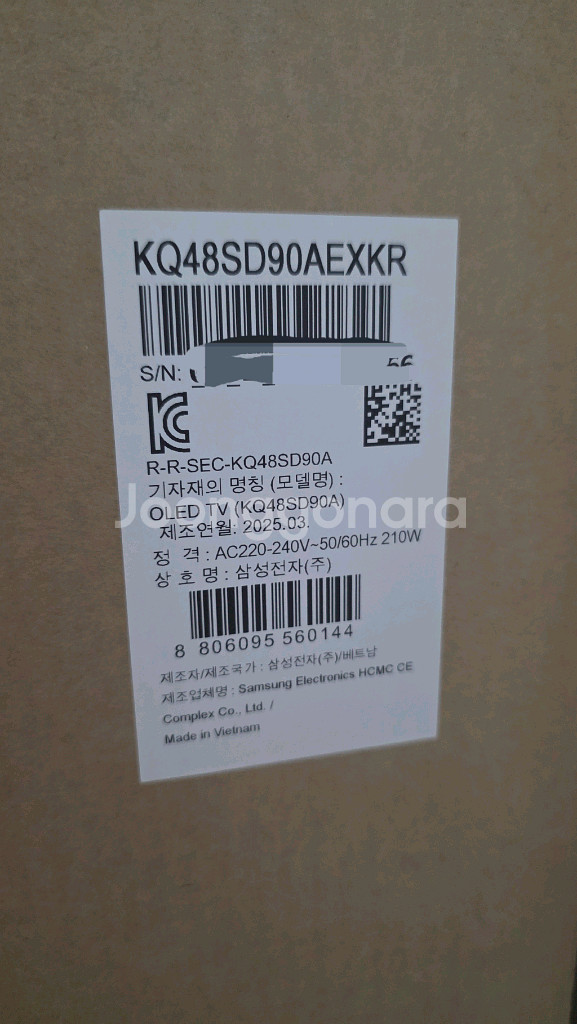 KQ48SD90AEXKR
S/N:
R-R-SEC-KQ48SD90A
기자재의 명칭 (모델명) :
OLED TV (KQ48SD90A)
Joonggonara
제조연월: 2025.03.
정 격 : AC220-240V~50/60Hz 210W
상 호 명 : 삼성전자(주)
8 806095 560144
제조자/제조국가 : 삼성전자(주)/베트남
제조업체명 : Samsung Electronics HCMC CE
Complex Co., Ltd. /
Made in Vietnam